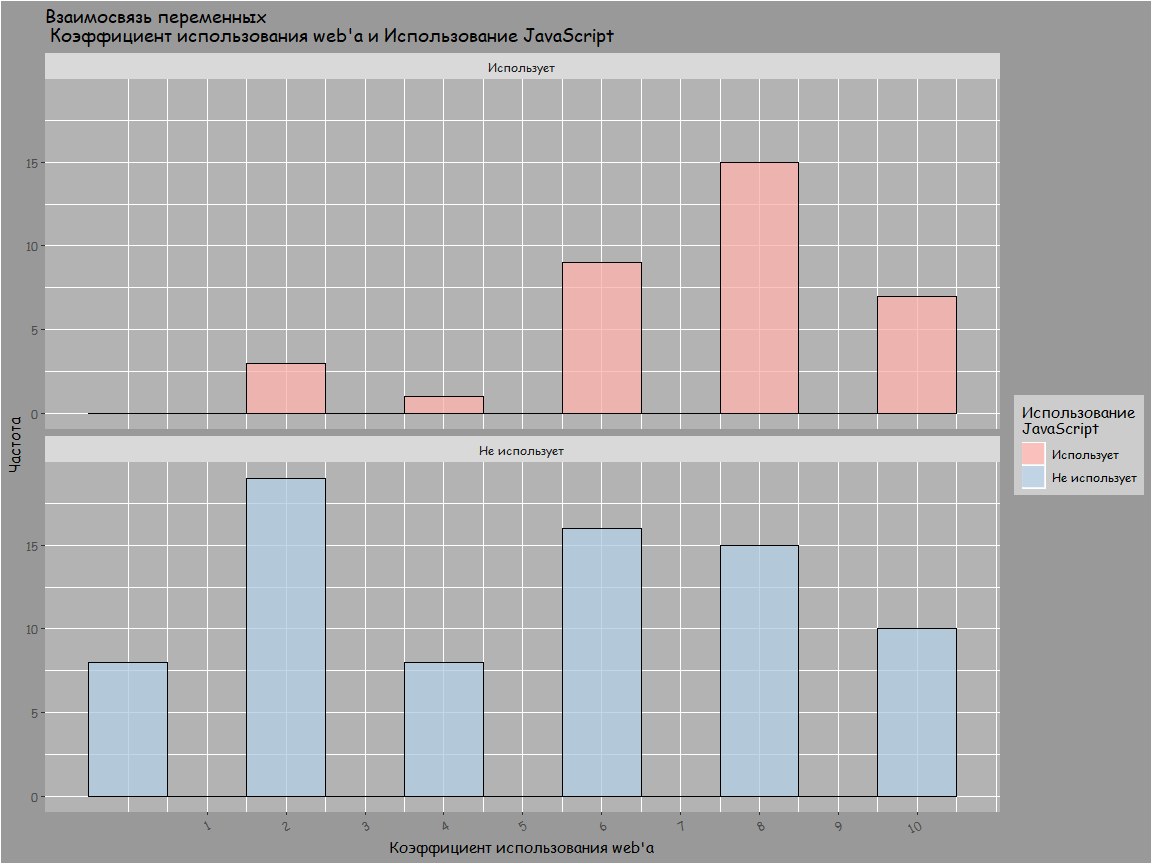 Взаимосвязь переменных
Коэффициент использования web'а и Использование JavaScript
Использует
15
10
5
0
Не использует
15
10
5
0
Частота
1 2 3 4 5 6 7 8 9 10
Коэффициент использования web'а
Использование
JavaScript
Использует
Не использует